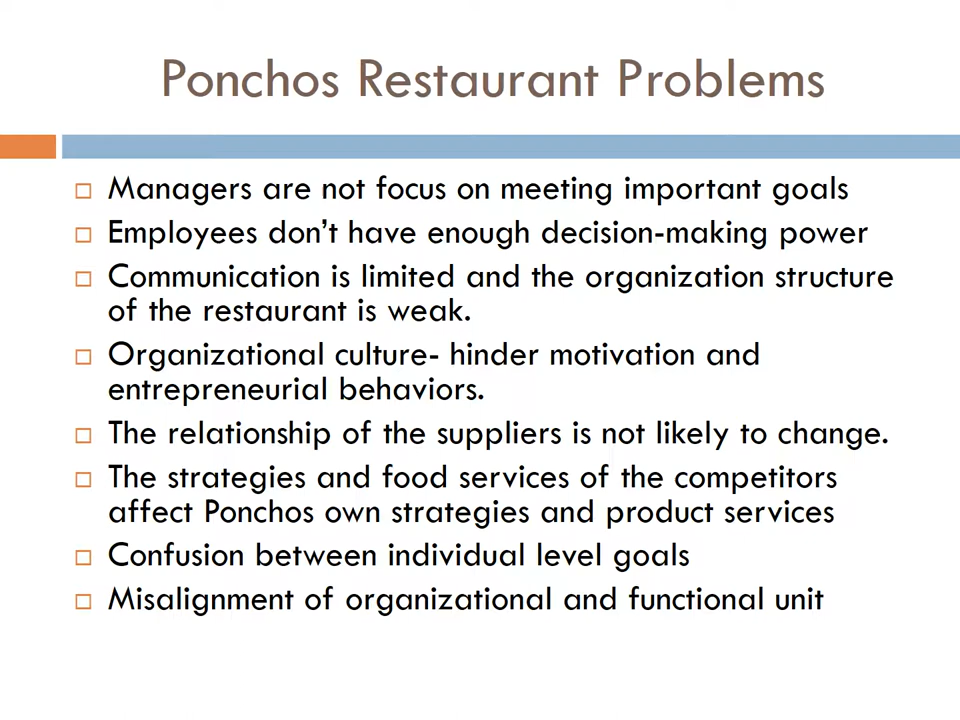 Ponchos Restaurant Problems
Managers are not focus on meeting important goals
Employees don't have enough decision-making power
Communication is limited and the organization structure
of the restaurant is weak.
Organizational culture- hinder motivation and
entrepreneurial behaviors.
The relationship of the suppliers is not likely to change.
The strategies and food services of the competitors
affect Ponchos own strategies and product services
Confusion between individual level goals
Misalignment of organizational and functional unit